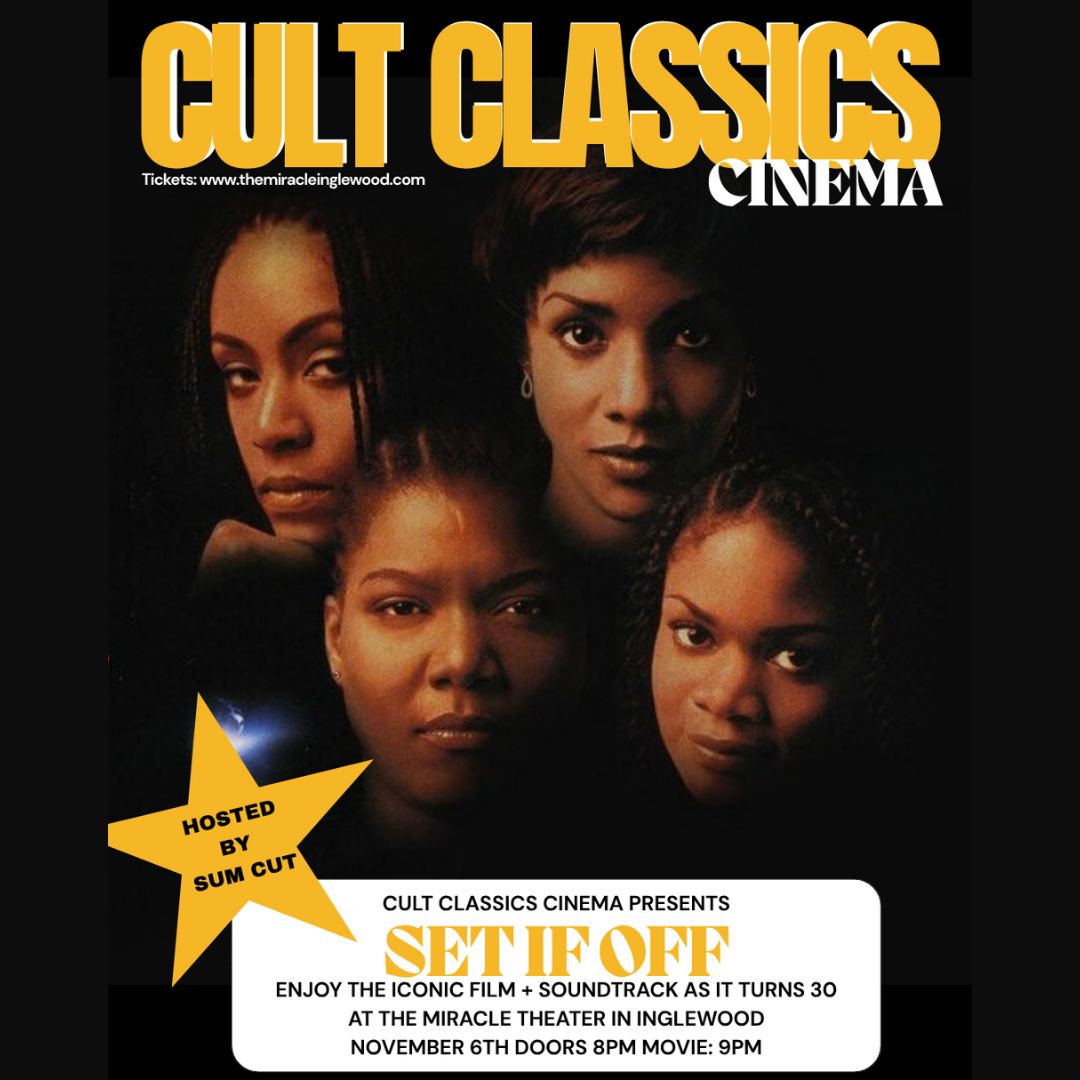 CULT CLASSICS
CINEMA
Tickets: www.themiracleinglewood.com
HOSTED
BY
SUM CUT
CULT CLASSICS CINEMA PRESENTS
SET IF OFF
ENJOY THE ICONIC FILM + SOUNDTRACK AS IT TURNS 30
AT THE MIRACLE THEATER IN INGLEWOOD
NOVEMBER 6TH DOORS 8PM MOVIE: 9PM